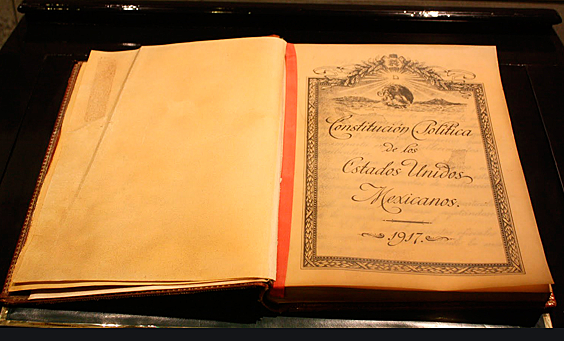 Constitución Política
de los
Estados Unidos
Mexicanos.
1917.